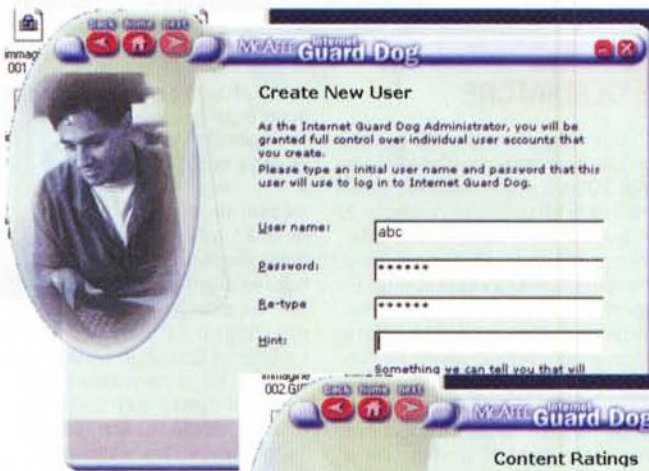 back home next
McAfee Internet Guard Dog
001
Create New User
As the Internet Guard Dog Administrator, you will be
granted full control over individual user accounts that
you create.
Please type an initial user name and password that this
user will use to log in to Internet Guard Dog.
User name: abc
Password: ******
Re-type ******
Hint:
Something we can tell you that will
immagine
002.GIF
back home next
McAfee Internet Guard Dog
Content Ratings